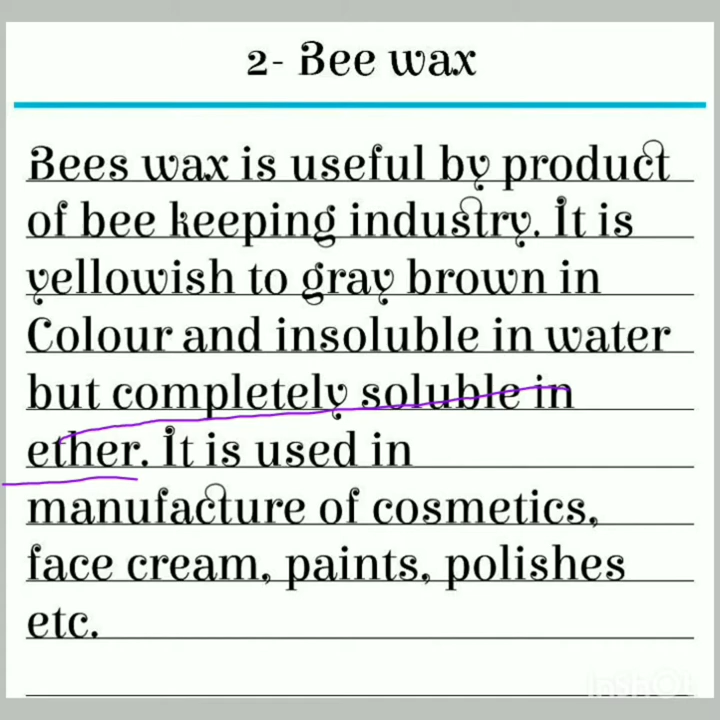 2- Bee wax
Bees wax is useful by product
of bee keeping industry. It is
yellowish to gray brown in
Colour and insoluble in water
but completely soluble in
ether. It is used in
manufacture of cosmetics,
face cream, paints, polishes
etc.